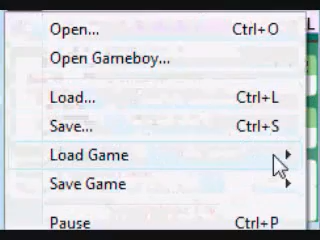 Open... Ctrl+O
Open Gameboy...
Load... Ctrl+L
Save... Ctrl+S
Load Game
Save Game
Pause Ctrl+P